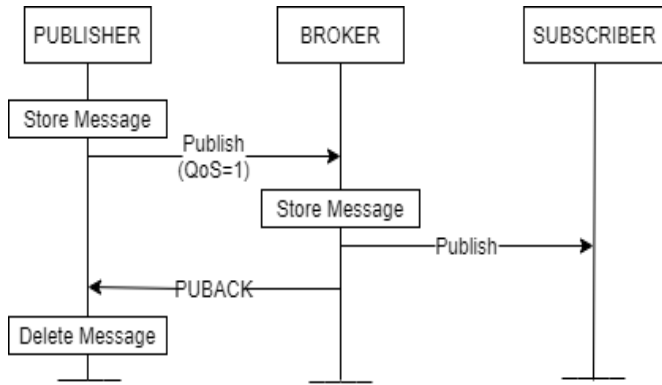 PUBLISHER
BROKER
SUBSCRIBER
Store Message
Publish
(QoS=1)
Store Message
Publish
PUBACK
Delete Message